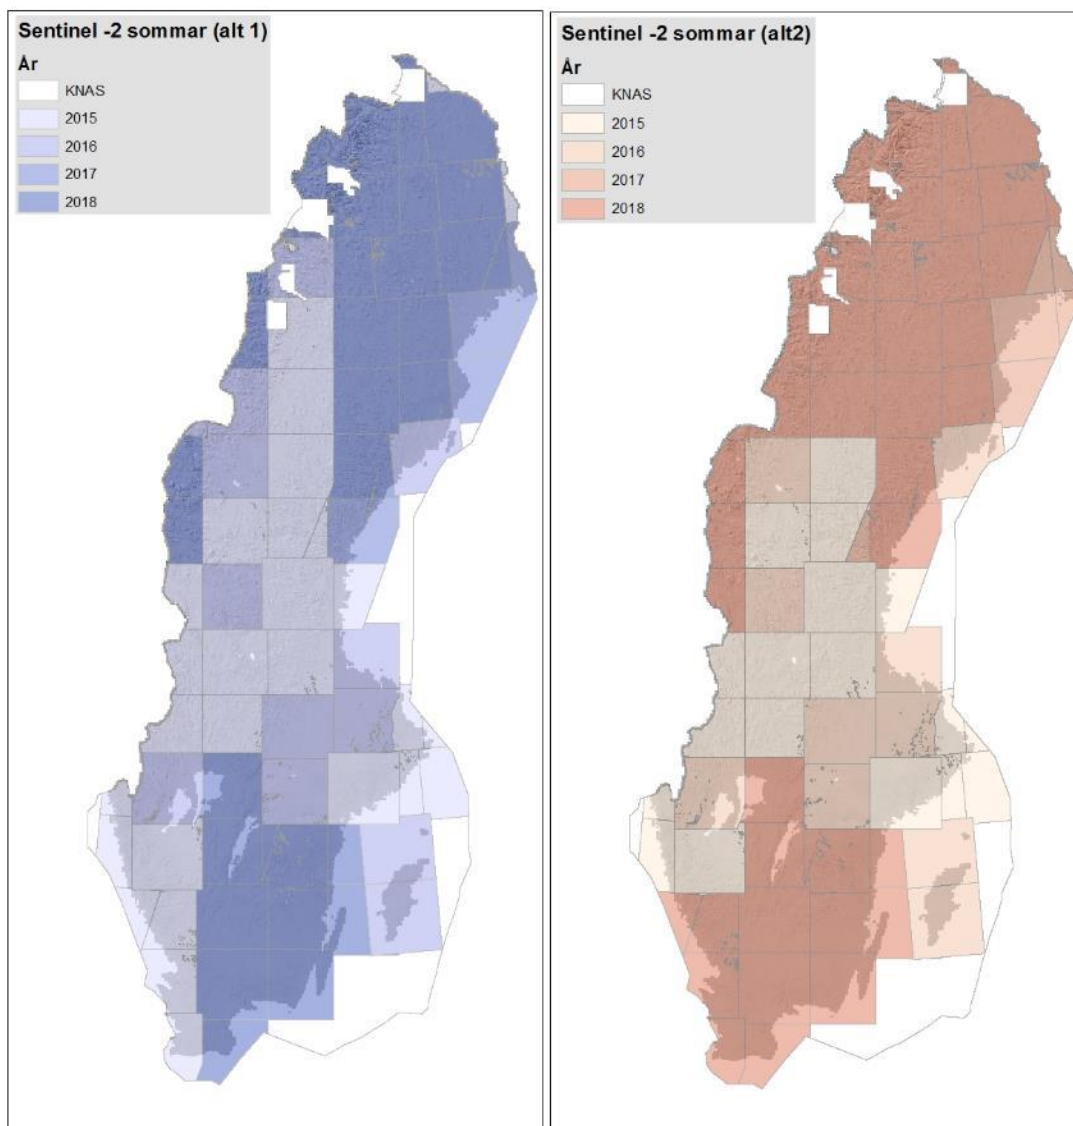 Sentinel -2 sommar (alt 1)
År
KNAS
2015
2016
2017
2018
Sentinel -2 sommar (alt2)
År
KNAS
2015
2016
2017
2018